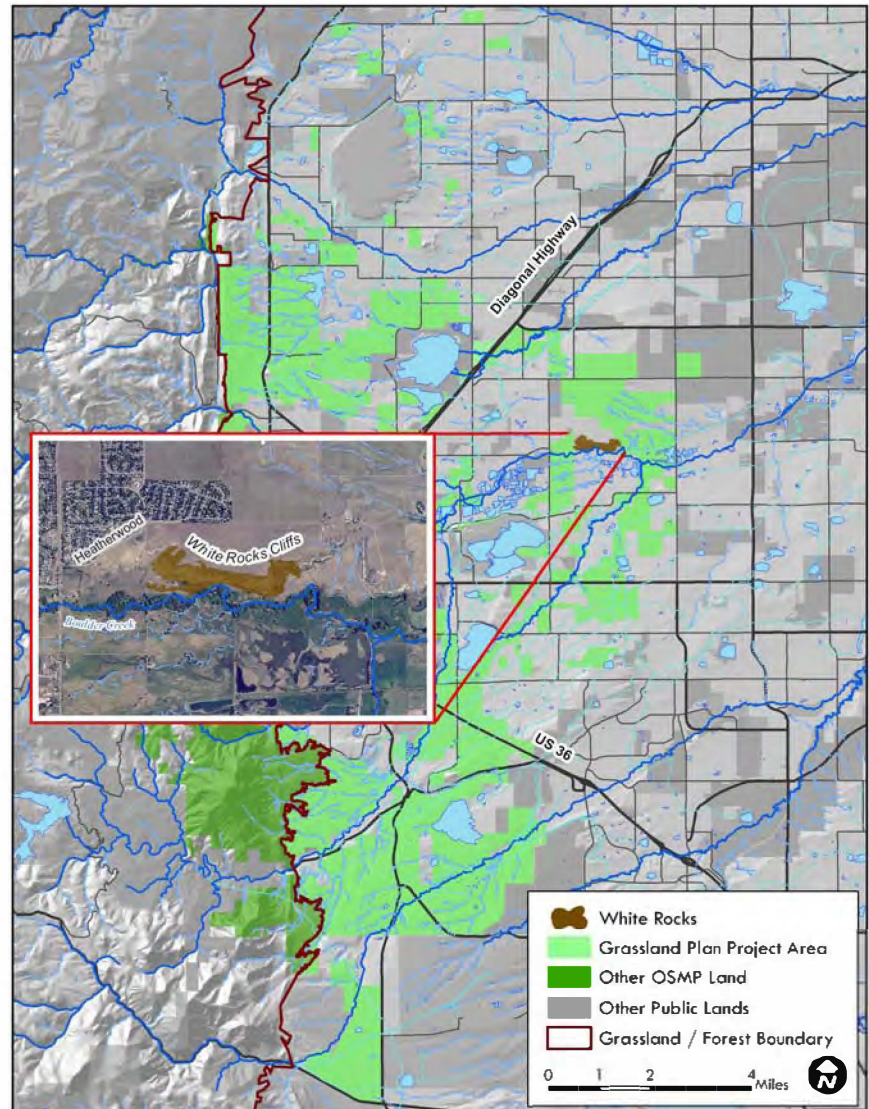 Diagonal Highway
Heatherwood
White Rocks Cliffs
Boulder Creek
US 36
White Rocks
Grassland Plan Project Area
Other OSMP Land
Other Public Lands
Grassland / Forest Boundary
0 1 2 4
Miles
N